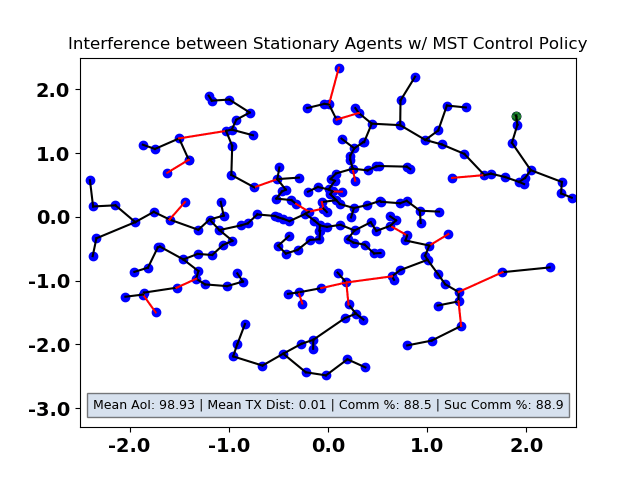 Interference between Stationary Agents w/ MST Control Policy
2.0
1.0
0.0
-1.0
-2.0
-3.0
Mean AoI: 98.93 | Mean TX Dist: 0.01 | Comm %: 88.5 | Suc Comm %: 88.9
-2.0 -1.0 0.0 1.0 2.0